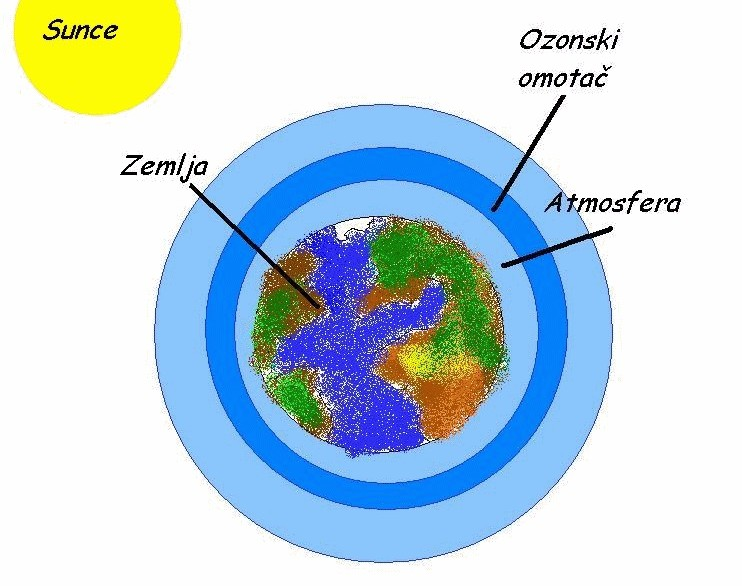 Sunce
Ozonski
omotač
Zemlja
Atmosfera